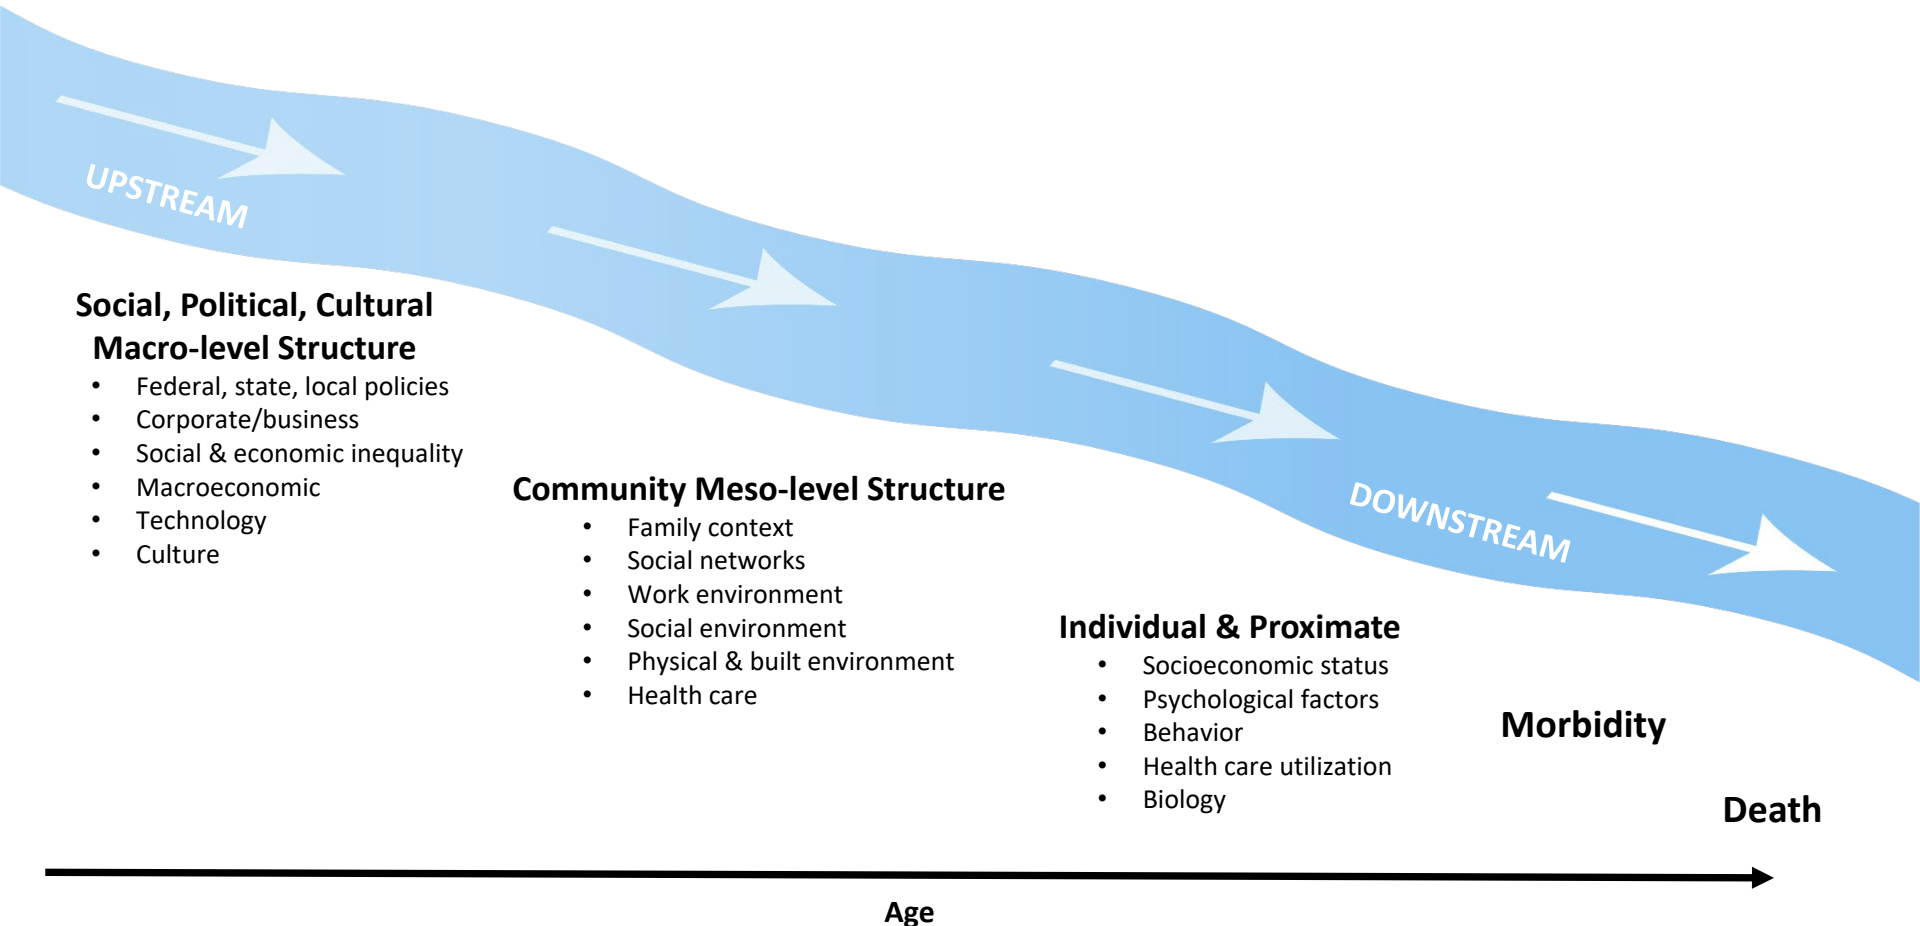 UPSTREAM
Social, Political, Cultural
Macro-level Structure
• Federal, state, local policies
• Corporate/business
• Social & economic inequality
• Macroeconomic
• Technology
• Culture
Community Meso-level Structure
• Family context
• Social networks
• Work environment
• Social environment
• Physical & built environment
• Health care
DOWNSTREAM
Individual & Proximate
• Socioeconomic status
• Psychological factors
• Behavior
• Health care utilization
• Biology
Morbidity
Death
Age